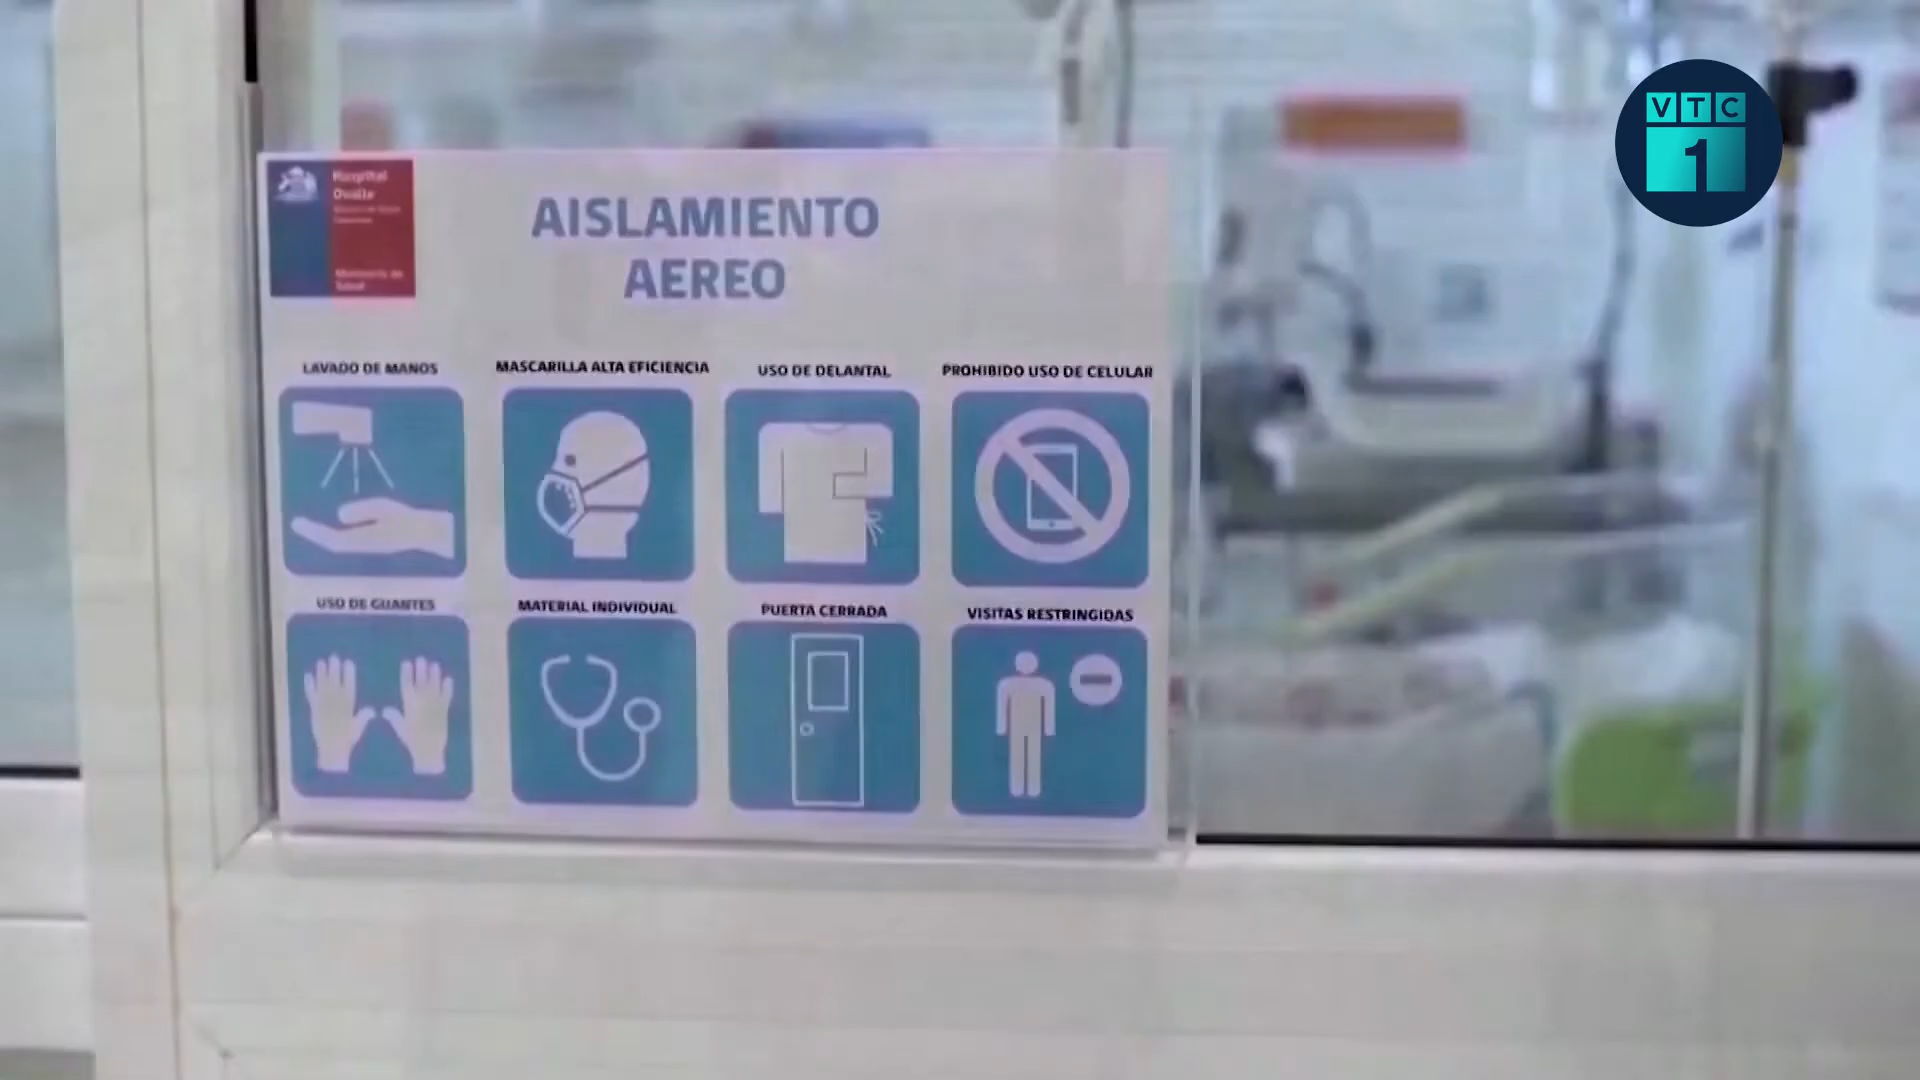 VTC
1
Hospital
Ovalle
Ministerio de
Salud
AISLAMIENTO
AEREO
LAVADO DE MANOS
MASCARILLA ALTA EFICIENCIA
USO DE DELANTAL
PROHIBIDO USO DE CELULAR
USO DE GUANTES
MATERIAL INDIVIDUAL
PUERTA CERRADA
VISITAS RESTRINGIDAS